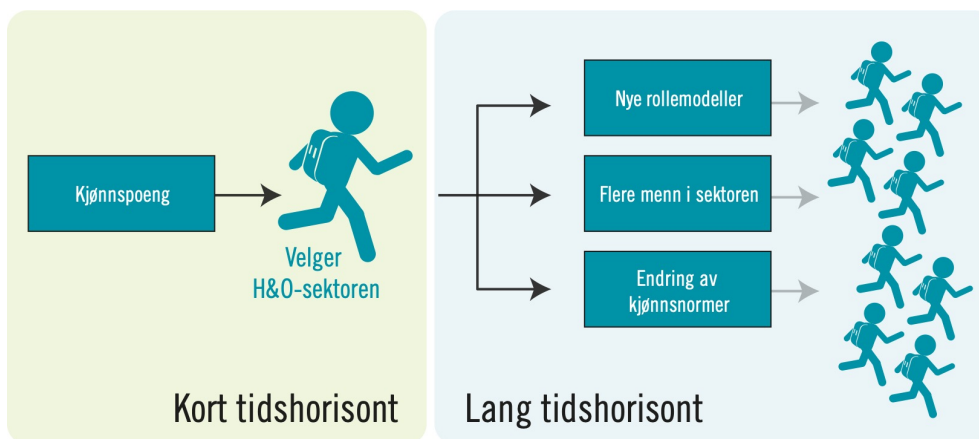 Kjønnspoeng
Velger
H&O-sektoren
Kort tidshorisont
Nye rollemodeller
Flere menn i sektoren
Endring av
kjønnsnormer
Lang tidshorisont